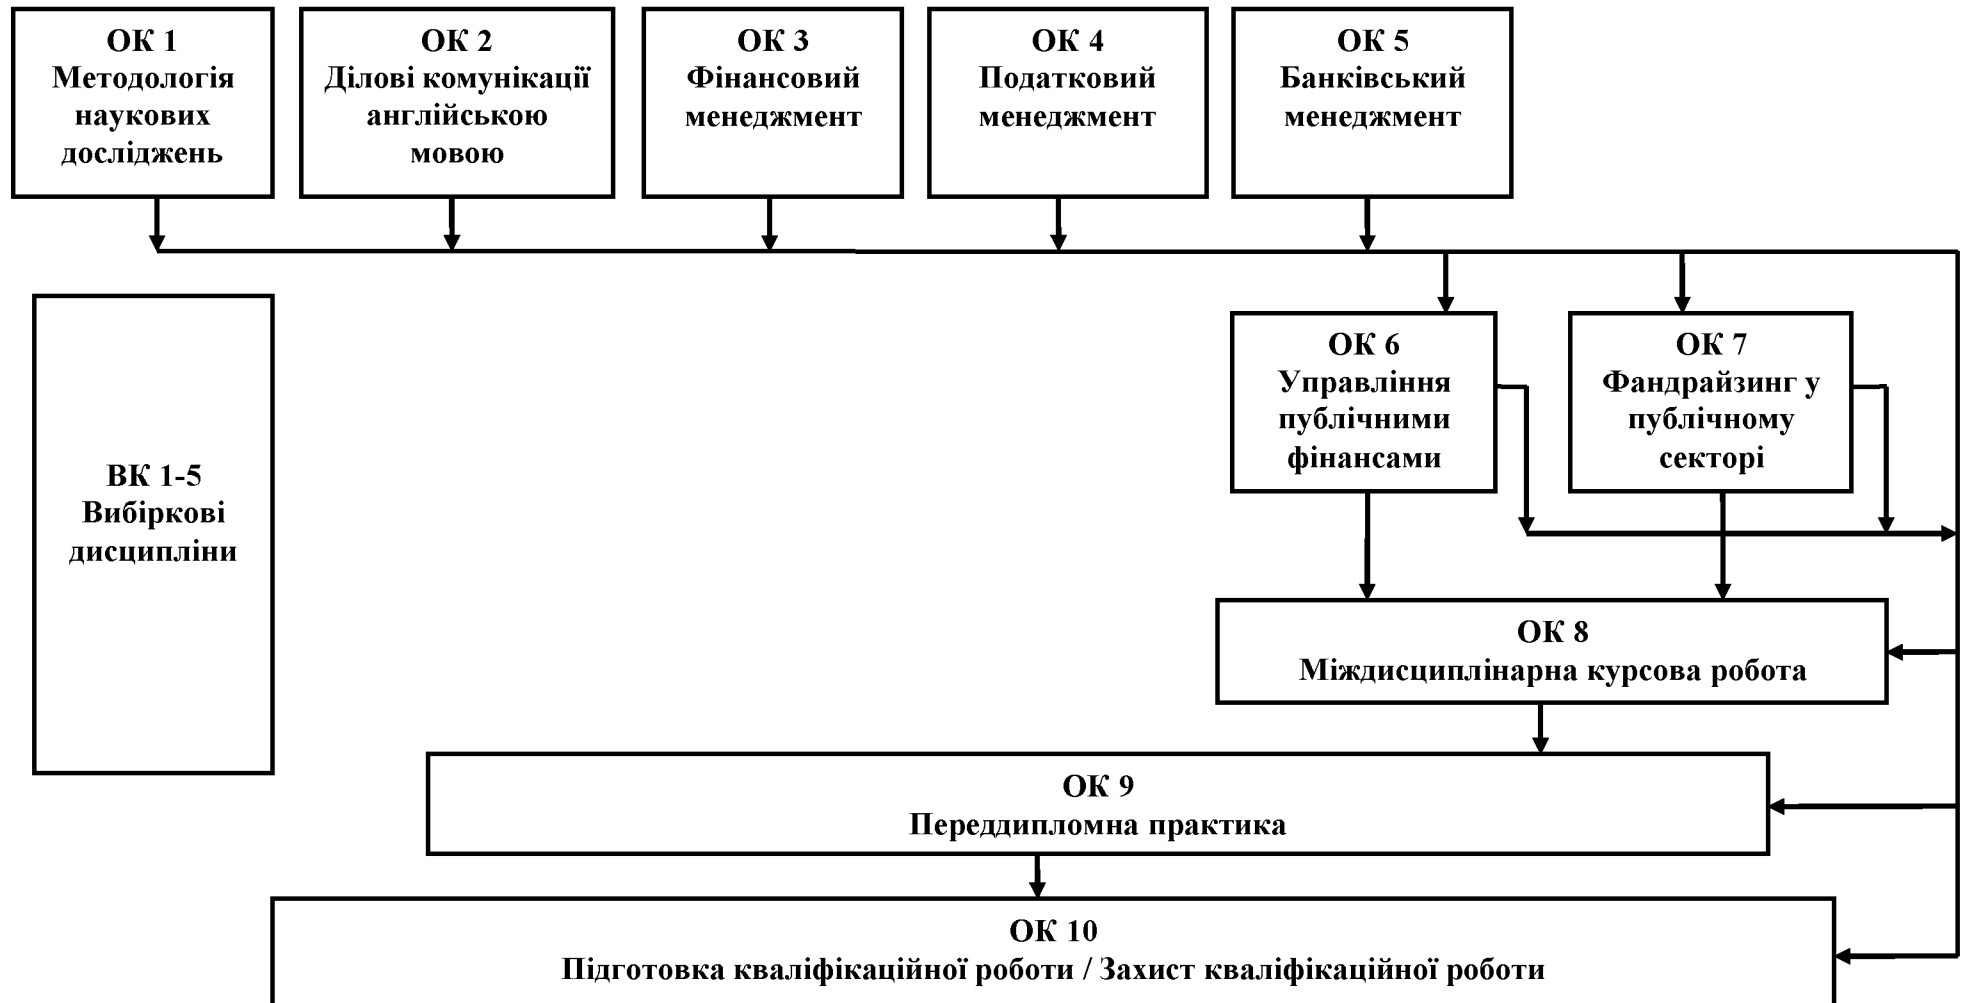 ОК 1
Методологія
наукових
досліджень
ОК 2
Ділові комунікації
англійською
мовою
ОК 3
Фінансовий
менеджмент
ОК 4
Податковий
менеджмент
ОК 5
Банківський
менеджмент
ВК 1-5
Вибіркові
дисципліни
ОК 6
Управління
публічними
фінансами
ОК 7
Фандрайзинг у
публічному
секторі
ОК 8
Міждисциплінарна курсова робота
ОК 9
Переддипломна практика
ОК 10
Підготовка кваліфікаційної роботи / Захист кваліфікаційної роботи